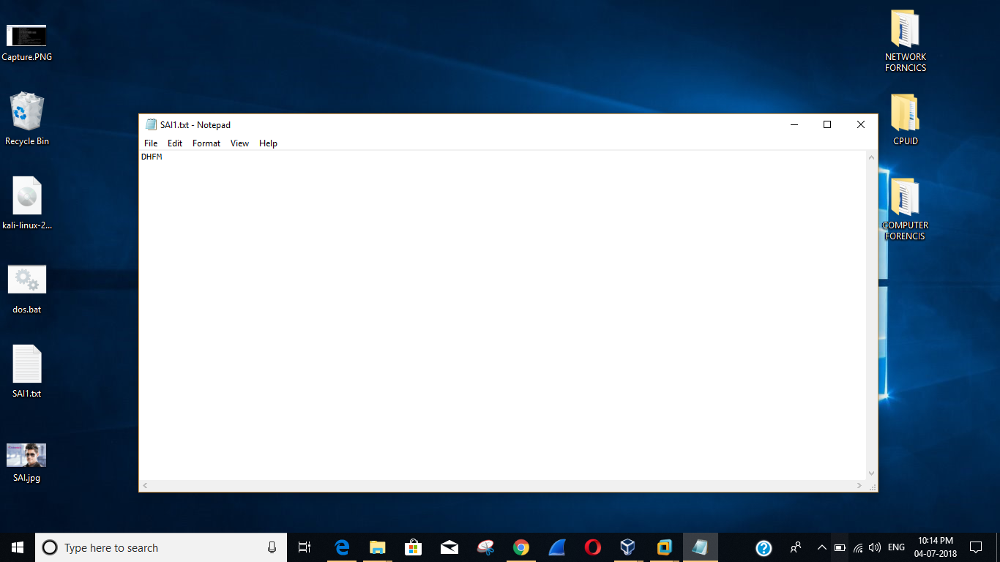 Capture.PNG
Recycle Bin
kali-linux-2...
dos.bat
SAI1.txt
SAI.jpg
SAI1.txt - Notepad
File Edit Format View Help
DHFM
NETWORK
FORNCICS
CPUID
COMPUTER
FORENCIS
Type here to search
ENG
10:14 PM
04-07-2018